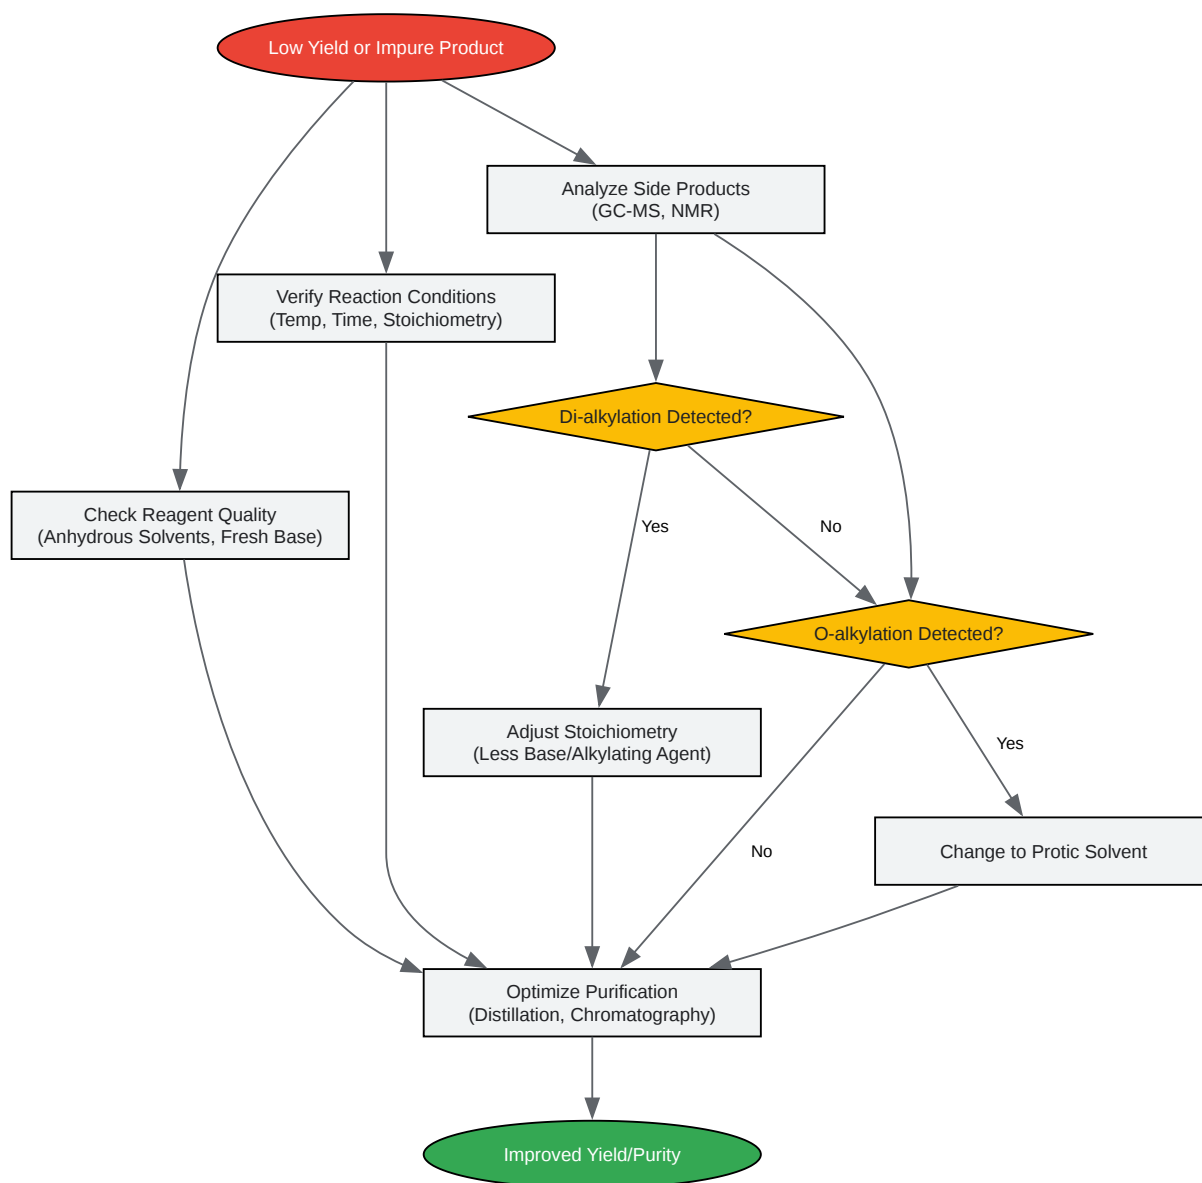 Low Yield or Impure Product
Analyze Side Products
(GC-MS, NMR)
Verify Reaction Conditions
(Temp, Time, Stoichiometry)
Di-alkylation Detected?
Check Reagent Quality
(Anhydrous Solvents, Fresh Base)
Yes
No
O-alkylation Detected?
Adjust Stoichiometry
(Less Base/Alkylating Agent)
Yes
No
Change to Protic Solvent
Optimize Purification
(Distillation, Chromatography)
Improved Yield/Purity